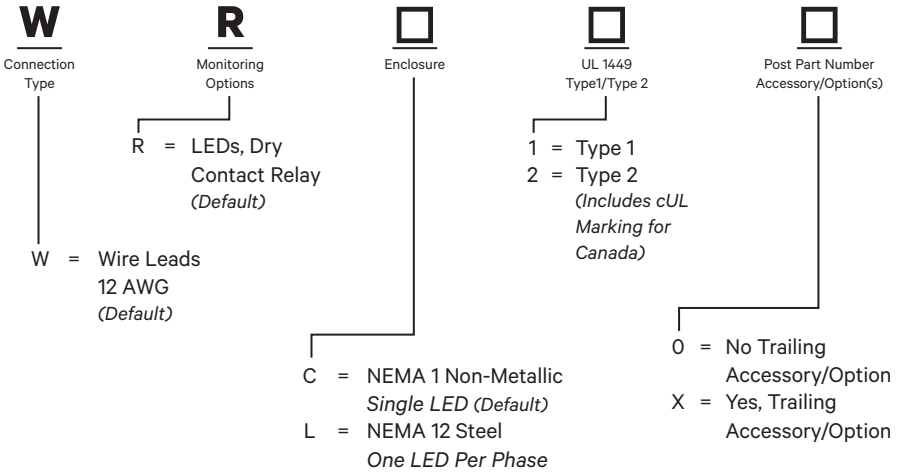 W
R
Connection
Type
Monitoring
Options
Enclosure
UL 1449
Type1/Type 2
Post Part Number
Accessory/Option(s)
R = LEDs, Dry
Contact Relay
(Default)
1 = Type 1
2 = Type 2
(Includes cUL
Marking for
Canada)
W = Wire Leads
12 AWG
(Default)
C = NEMA 1 Non-Metallic
Single LED (Default)
L = NEMA 12 Steel
One LED Per Phase
0 = No Trailing
Accessory/Option
X = Yes, Trailing
Accessory/Option